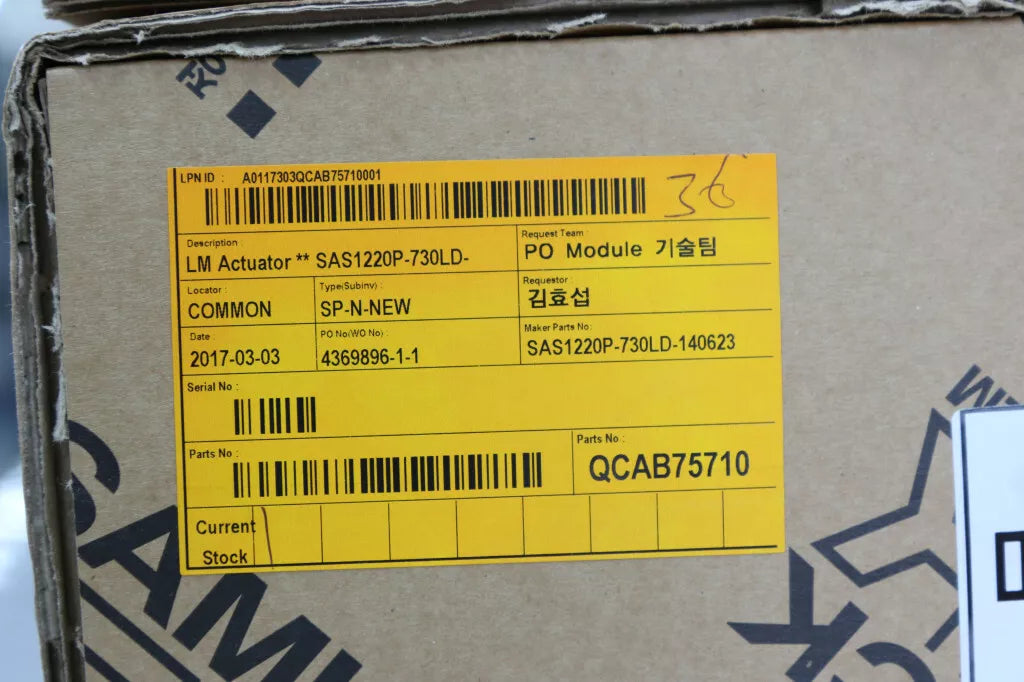 LPN ID : A0117303QCAB75710001
36
Description :
LM Actuator ** SAS1220P-730LD-
Request Team :
PO Module 기술팀
Locator :
COMMON
Type(Subinv) :
SP-N-NEW
Requestor :
김효섭
Date :
2017-03-03
PO No(WO No) :
4369896-1-1
Maker Parts No:
SAS1220P-730LD-140623
Serial No :
Parts No :
Parts No :
QCAB75710
Current
Stock
SAMI